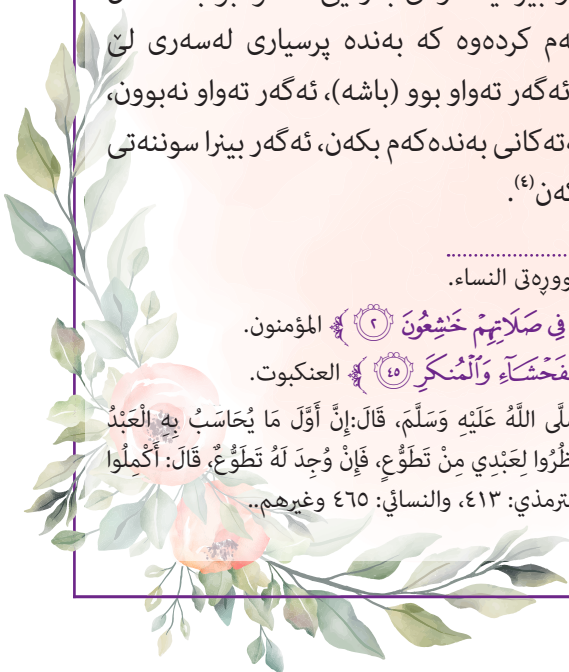 ەم کردەوە کە بەندە پرسیاری لەسەری لێ
ئەگەر تەواو بوو (باشە)، ئەگەر تەواو نەبوون،
ەتەکانی بەندەکەم بکەن، ئەگەر بینرا سوننەتی
کەن(٤).
وورەتی النساء.
فِي صَلَاتِهِمْ خَٰشِعُونَ ٢ ﴾ المؤمنون.
فَحْشَآءِ وَٱلْمُنكَرِ ٤٥ ﴾ العنكبوت.
لَّى اللَّهُ عَلَيْهِ وَسَلَّمَ، قَالَ:إِنَّ أَوَّلَ مَا يُحَاسَبُ بِهِ الْعَبْدُ
ظُرُوا لِعَبْدِي مِنْ تَطَوُّعٍ، فَإِنْ وُجِدَ لَهُ تَطَوُّعٌ، قَالَ: أَكْمِلُوا
ترمذي: ٤١٣، والنسائي: ٤٦٥ وغيرهم..